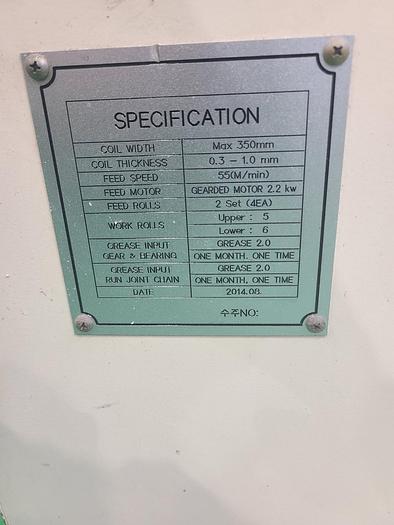 SPECIFICATION
COIL WIDTH Max 350mm
COIL THICKNESS 0.3 - 1.0 mm
FEED SPEED 55(M/min)
FEED MOTOR GEARDED MOTOR 2.2 kw
FEED ROLLS 2 Set (4EA)
WORK ROLLS Upper : 5
Lower : 6
GREASE INPUT GREASE 2.0
GEAR & BEARING ONE MONTH, ONE TIME
GREASE INPUT GREASE 2.0
RUN JOINT CHAIN ONE MONTH, ONE TIME
DATE 2014.08.
수주NO: